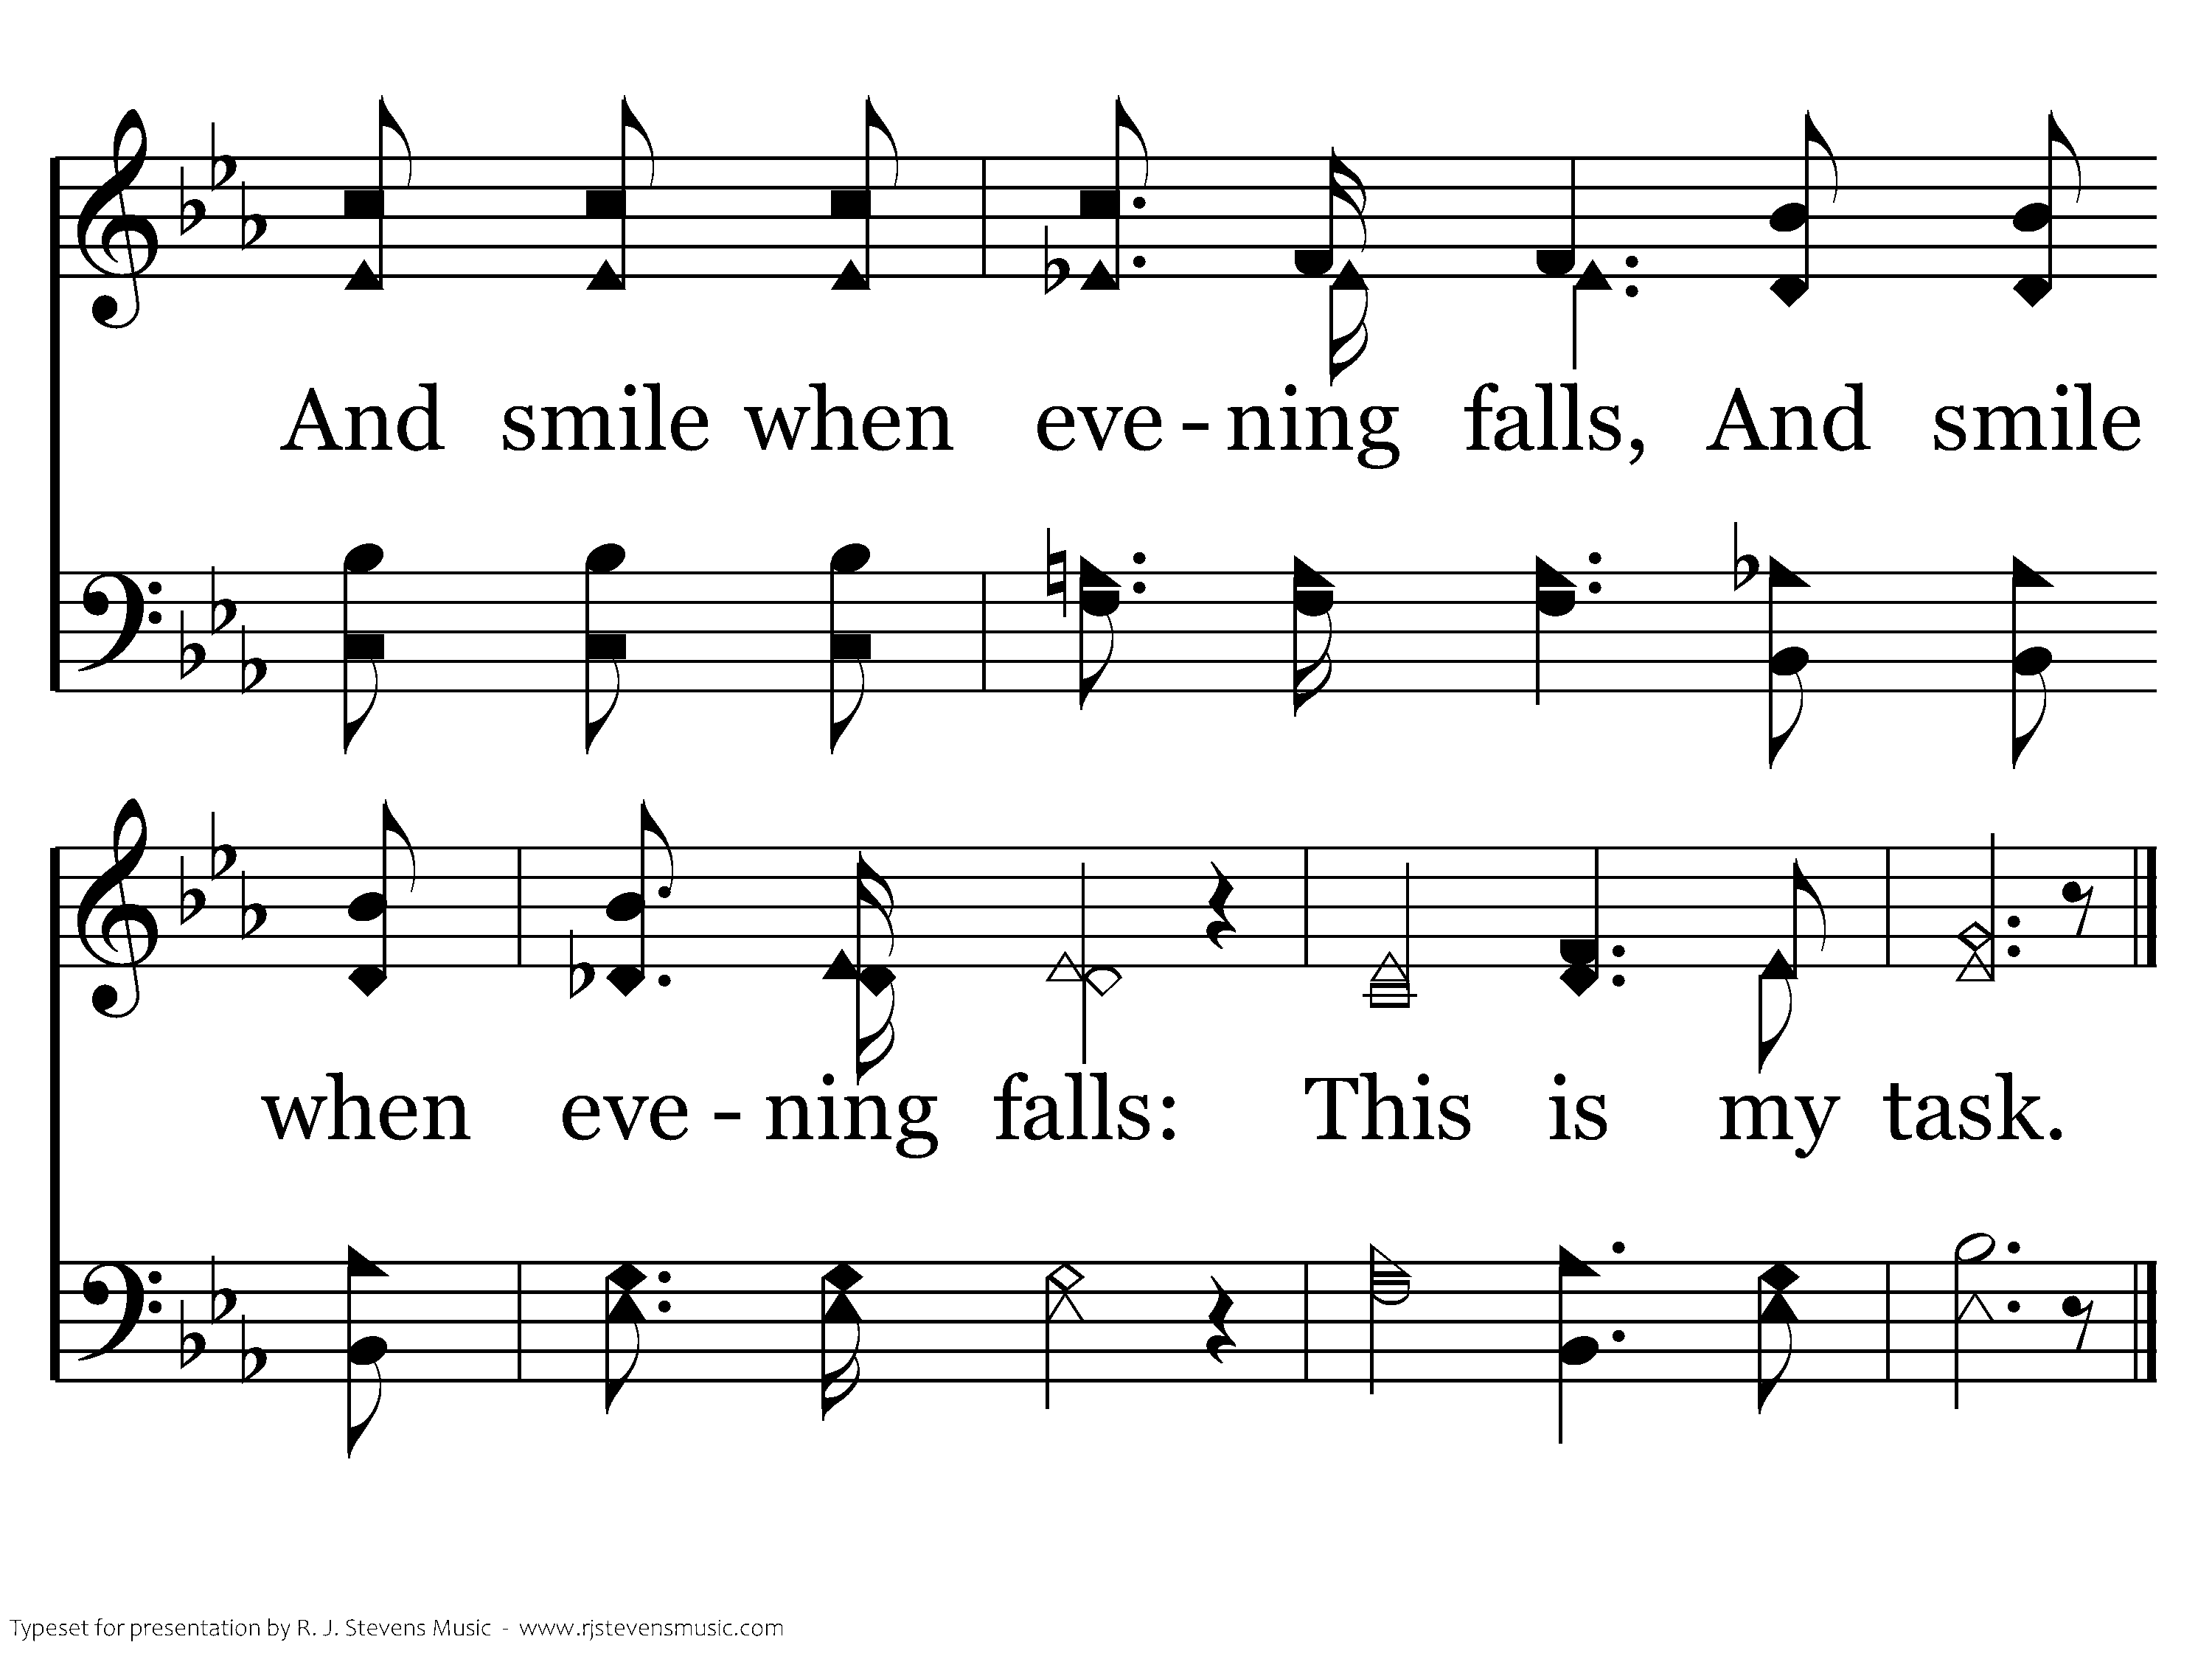 And smile when eve - ning falls, And smile
when eve - ning falls: This is my task.
Typeset for presentation by R. J. Stevens Music - www.rjstevensmusic.com